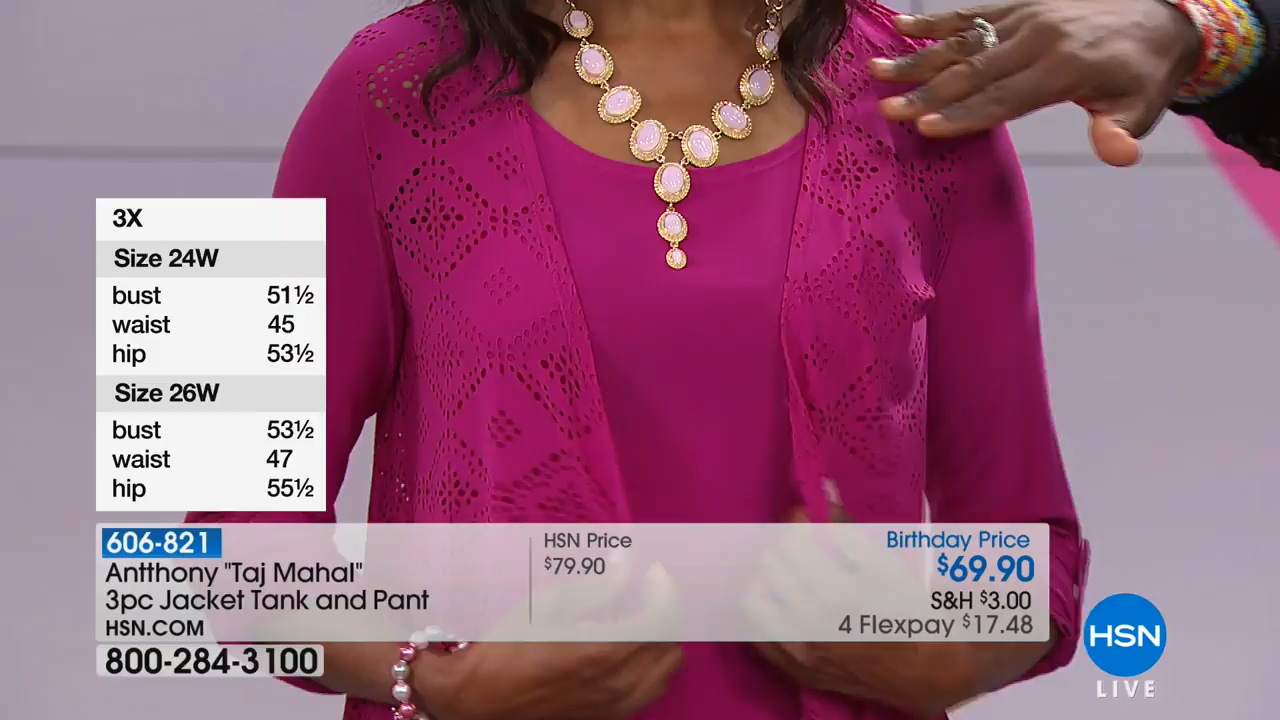 3X
Size 24W
bust 51½
waist 45
hip 53½
Size 26W
bust 53½
waist 47
hip 55½
606-821
Antthony "Taj Mahal"
3pc Jacket Tank and Pant
HSN.COM
800-284-3100
HSN Price
$79.90
Birthday Price
$69.90
S&H $3.00
4 Flexpay $17.48
HSN
LIVE